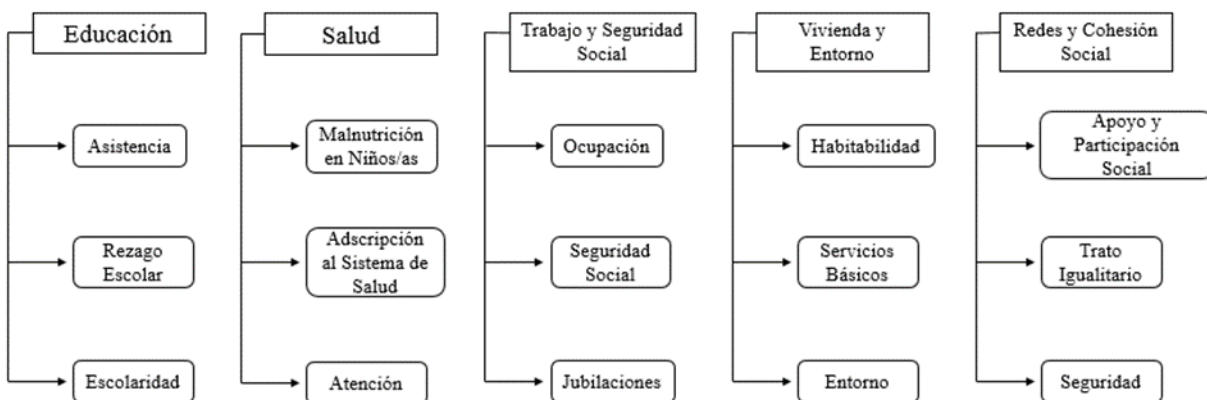 Educación
Asistencia
Rezago
Escolar
Escolaridad
Salud
Malnutrición
en Niños/as
Adscripción
al Sistema de
Salud
Atención
Trabajo y Seguridad
Social
Ocupación
Seguridad
Social
Jubilaciones
Vivienda y
Entorno
Habitabilidad
Servicios
Básicos
Entorno
Redes y Cohesión
Social
Apoyo y
Participación
Social
Trato
Igualitario
Seguridad